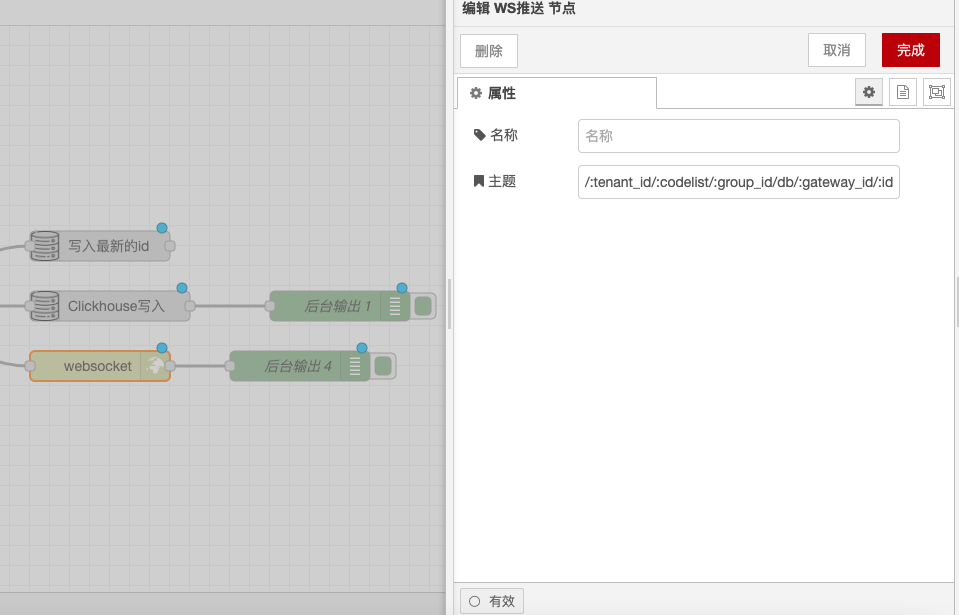 编辑 WS推送 节点
删除
取消
完成
属性
名称
名称
主题
/:tenant_id/:codelist/:group_id/db/:gateway_id/:id
写入最新的id
Clickhouse写入
后台输出 1
websocket
后台输出 4
有效